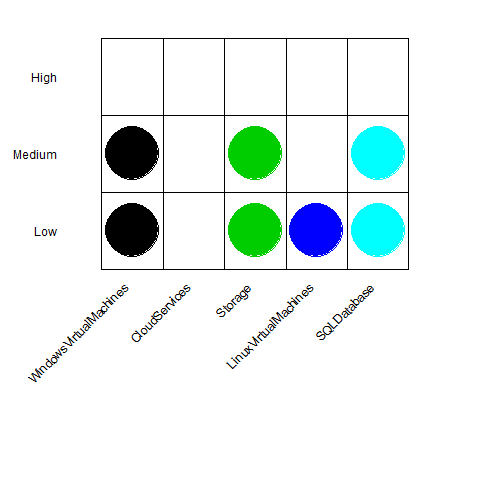 High
Medium
Low
WindowsVirtualMachines
CloudServices
Storage
LinuxVirtualMachines
SQLDatabase